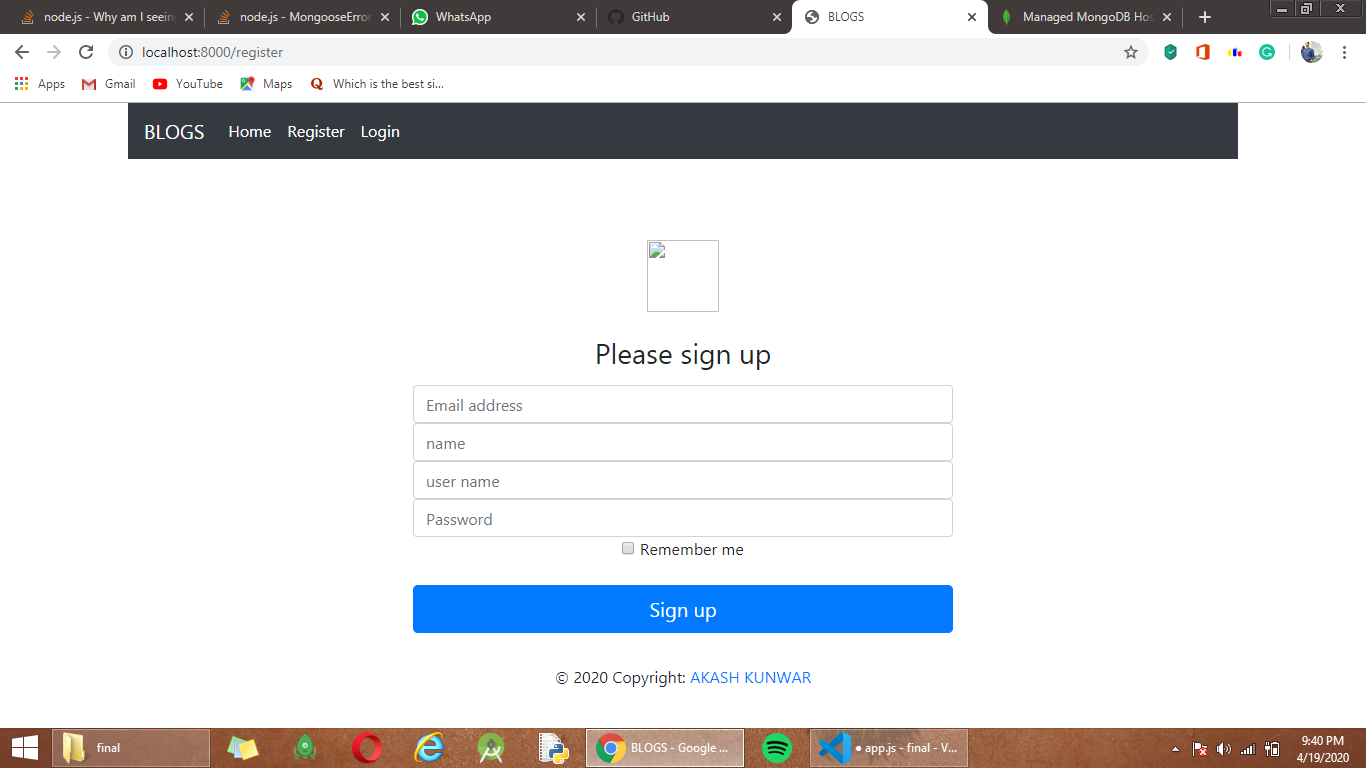 node.js - Why am I seein
node.js - MongooseError
WhatsApp
GitHub
BLOGS
Managed MongoDB Hos
localhost:8000/register
Apps
Gmail
YouTube
Maps
Which is the best si...
BLOGS
Home
Register
Login
Please sign up
Email address
name
user name
Password
Remember me
Sign up
© 2020 Copyright: AKASH KUNWAR
final
BLOGS - Google ...
● app.js - final - V...
9:40 PM
4/19/2020